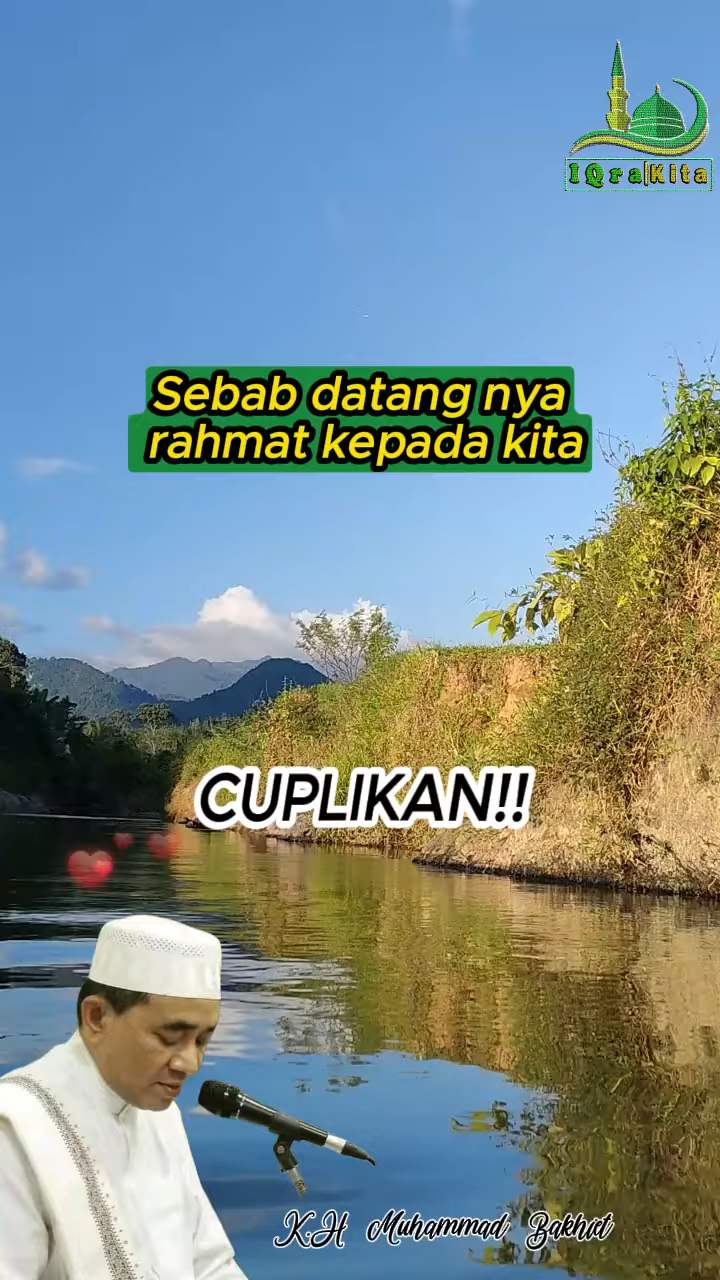 IQra Kita
Sebab datang nya
rahmat kepada kita
CUPLIKAN!!
K.H Muhammad Bakhiet